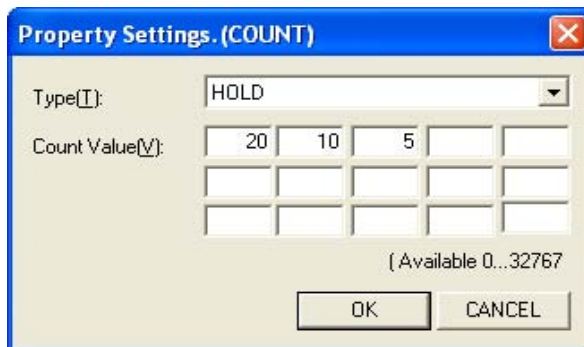 Property Settings.(COUNT)
Type(T): HOLD
Count Value(V): 20 10 5
( Available 0...32767
OK CANCEL